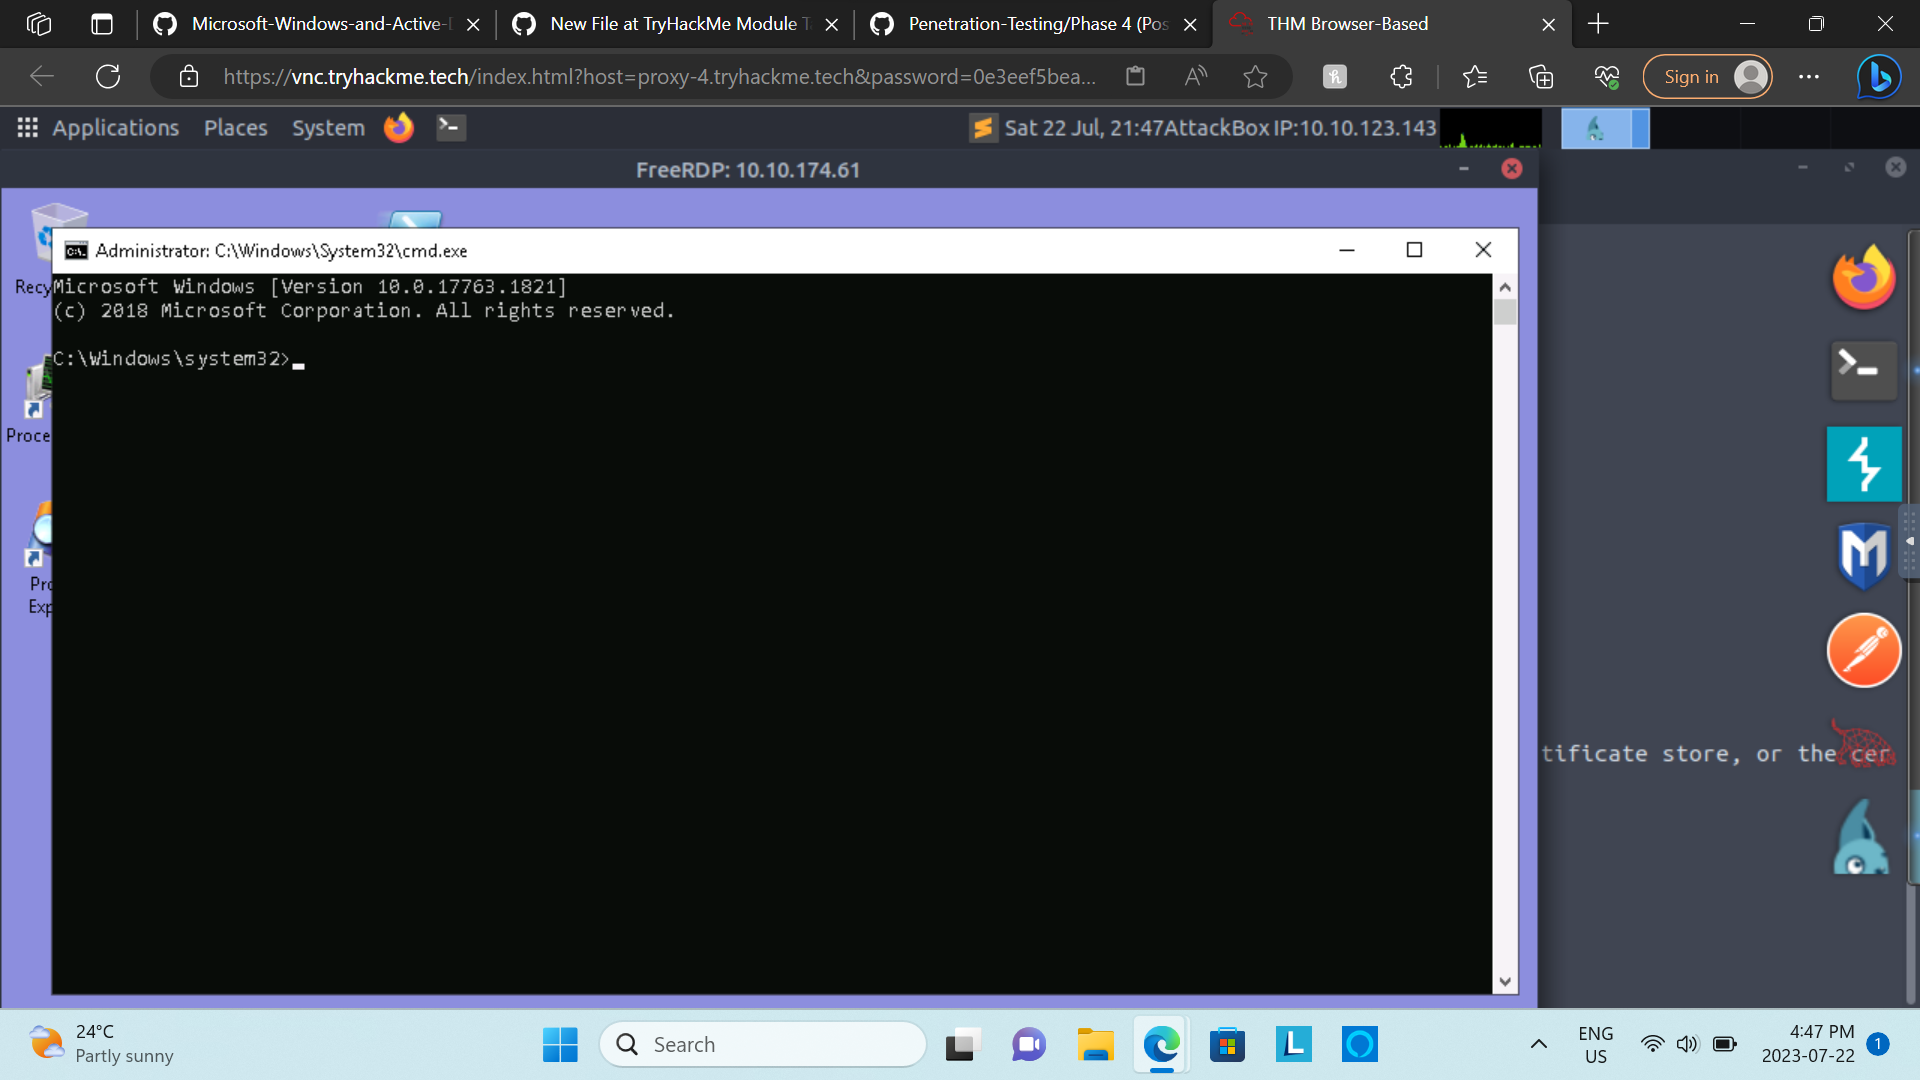 Microsoft-Windows-and-Active-D
New File at TryHackMe Module T
Penetration-Testing/Phase 4 (Pos
THM Browser-Based
https://vnc.tryhackme.tech/index.html?host=proxy-4.tryhackme.tech&password=0e3eef5bea...
Sign in
Applications Places System
Sat 22 Jul, 21:47AttackBox IP:10.10.123.143
FreeRDP: 10.10.174.61
Administrator: C:\Windows\System32\cmd.exe
Recy
Microsoft Windows [Version 10.0.17763.1821]
(c) 2018 Microsoft Corporation. All rights reserved.
C:\Windows\system32>
Proce
Pro
Exp
tificate store, or the cer
24°C
Partly sunny
Search
ENG
US
4:47 PM
2023-07-22
1